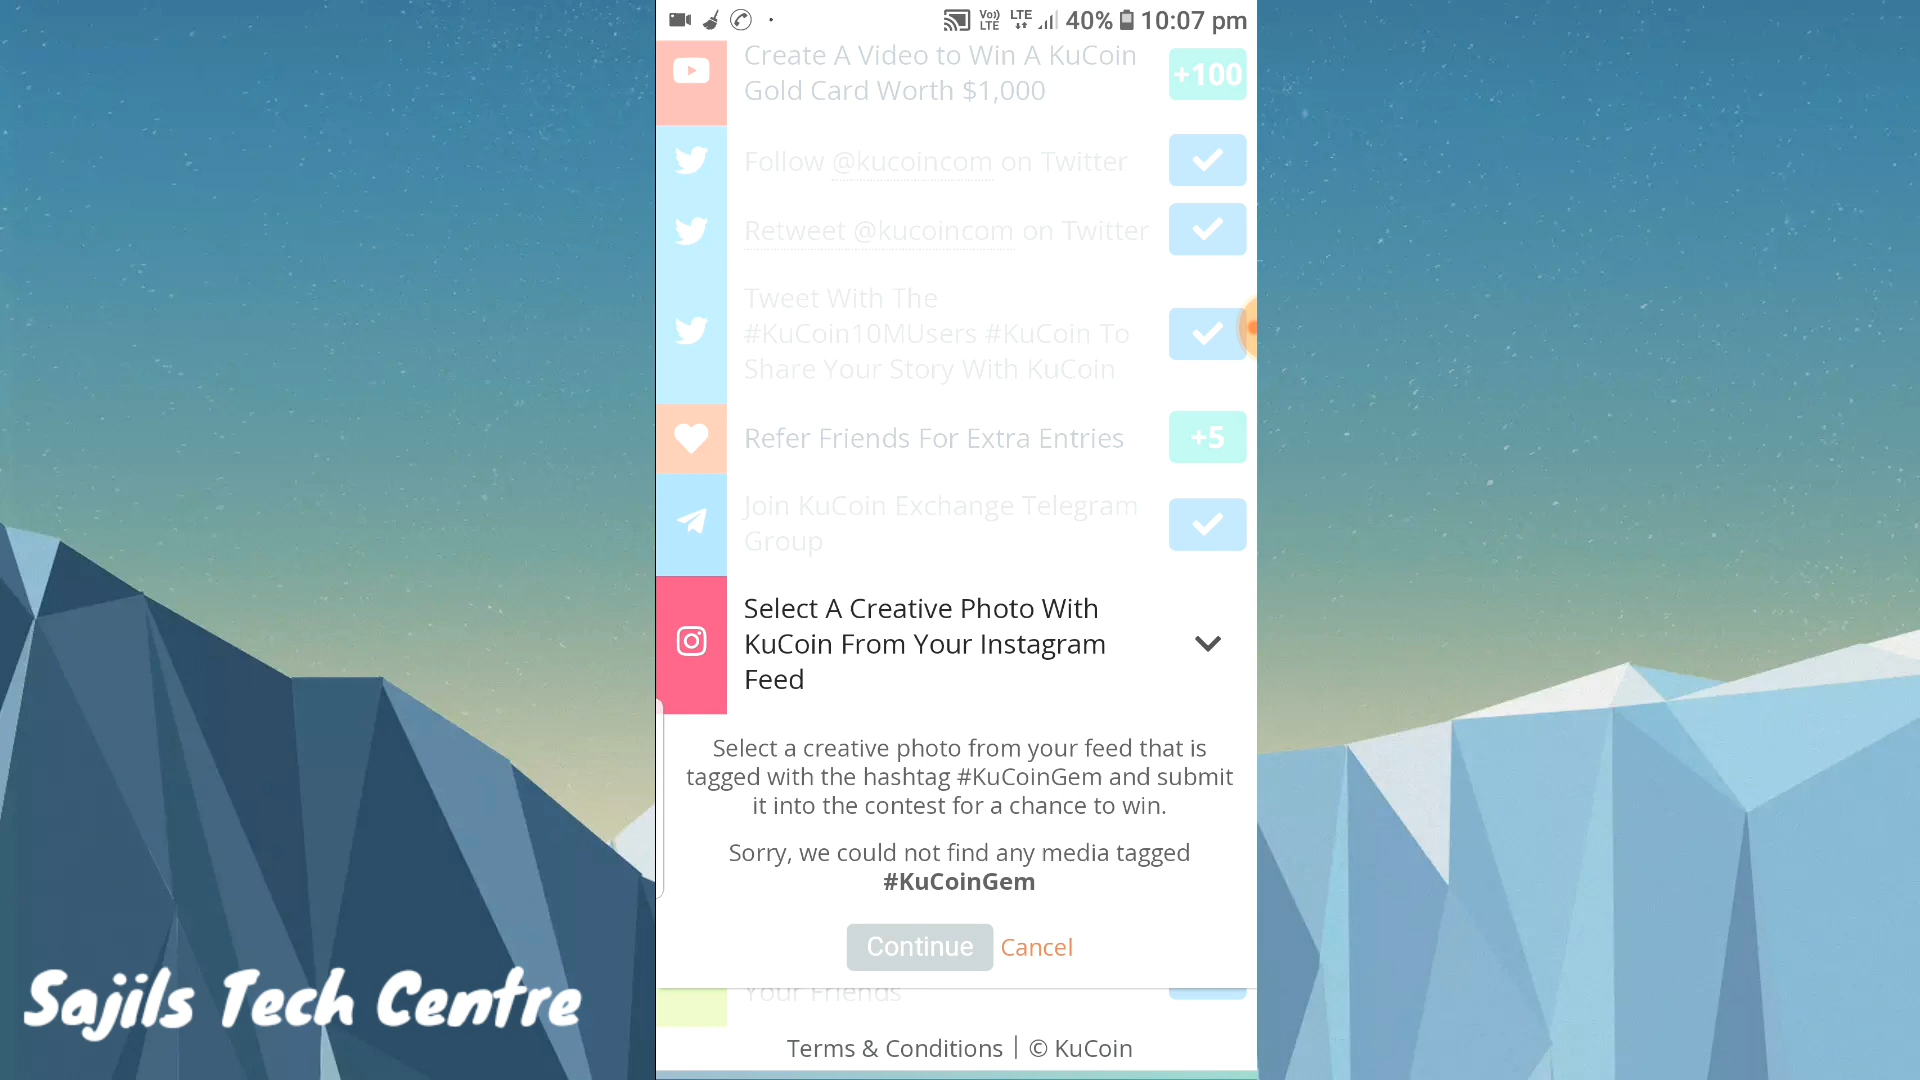 Vo))
LTE
LTE
40%
10:07 pm
Create A Video to Win A KuCoin
Gold Card Worth $1,000
+100
Follow @kucoincom on Twitter
Retweet @kucoincom on Twitter
Tweet With The
#KuCoin10MUsers #KuCoin To
Share Your Story With KuCoin
Refer Friends For Extra Entries
+5
Join KuCoin Exchange Telegram
Group
Select A Creative Photo With
KuCoin From Your Instagram
Feed
Select a creative photo from your feed that is
tagged with the hashtag #KuCoinGem and submit
it into the contest for a chance to win.
Sorry, we could not find any media tagged
#KuCoinGem
Continue Cancel
Your Friends
Terms & Conditions | © KuCoin
Sajils Tech Centre